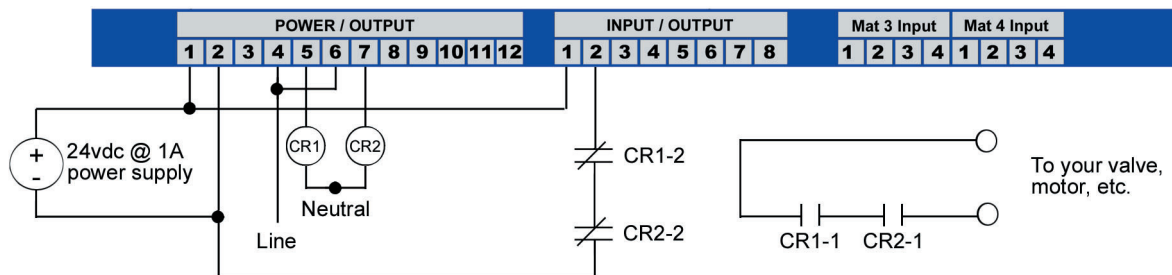 POWER / OUTPUT
1 2 3 4 5 6 7 8 9 10 11 12
INPUT / OUTPUT
1 2 3 4 5 6 7 8
Mat 3 Input
1 2 3 4
Mat 4 Input
1 2 3 4
+
-
24vdc @ 1A
power supply
CR1
CR2
Neutral
Line
CR1-2
CR2-2
CR1-1
CR2-1
To your valve,
motor, etc.